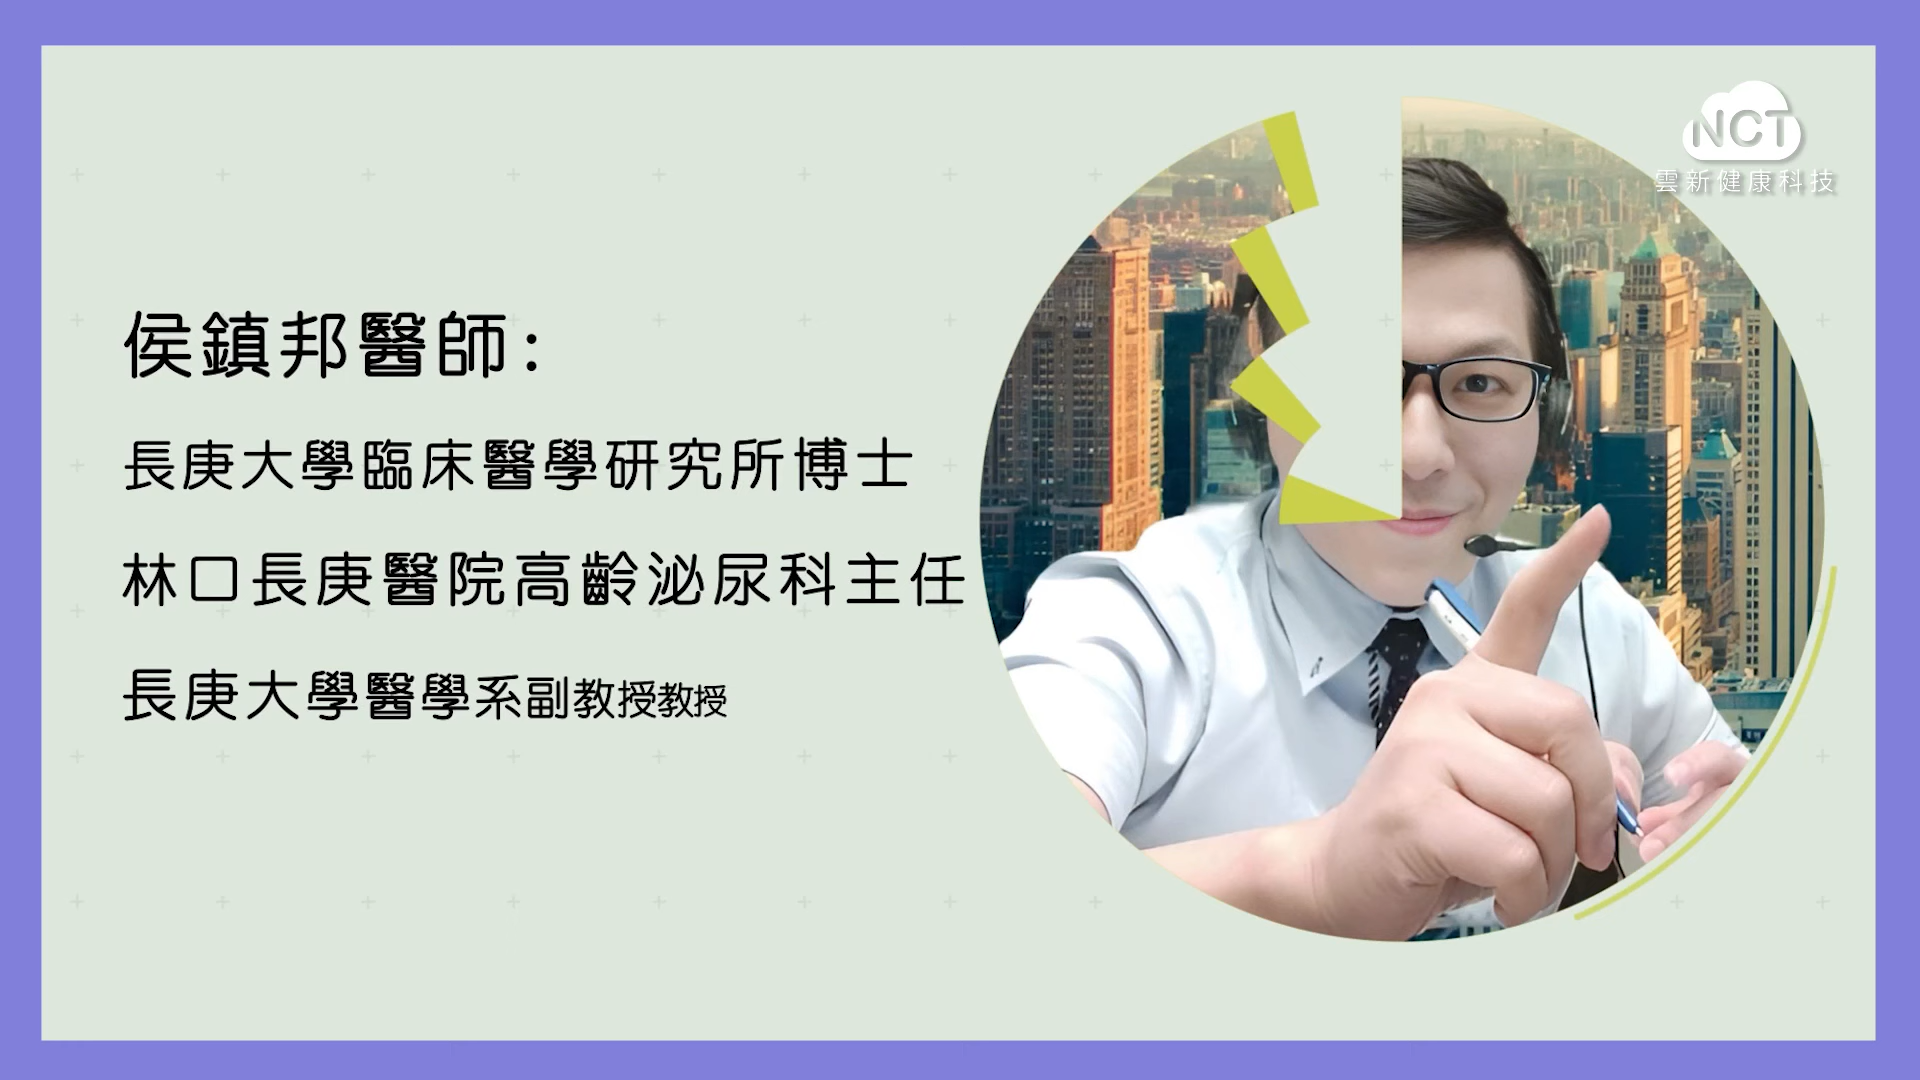 NCT
雲新健康科技
侯鎮邦醫師:
長庚大學臨床醫學研究所博士
林口長庚醫院高齡泌尿科主任
長庚大學醫學系副教授教授